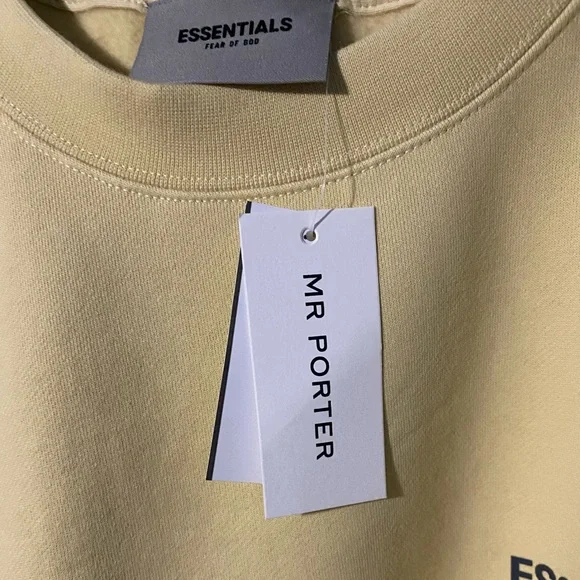 ESSENTIALS
FEAR OF GOD
MR PORTER